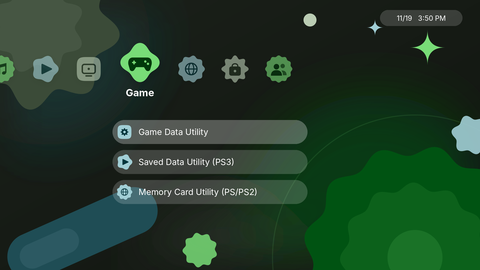 11/19 3:50 PM
Game
Game Data Utility
Saved Data Utility (PS3)
Memory Card Utility (PS/PS2)